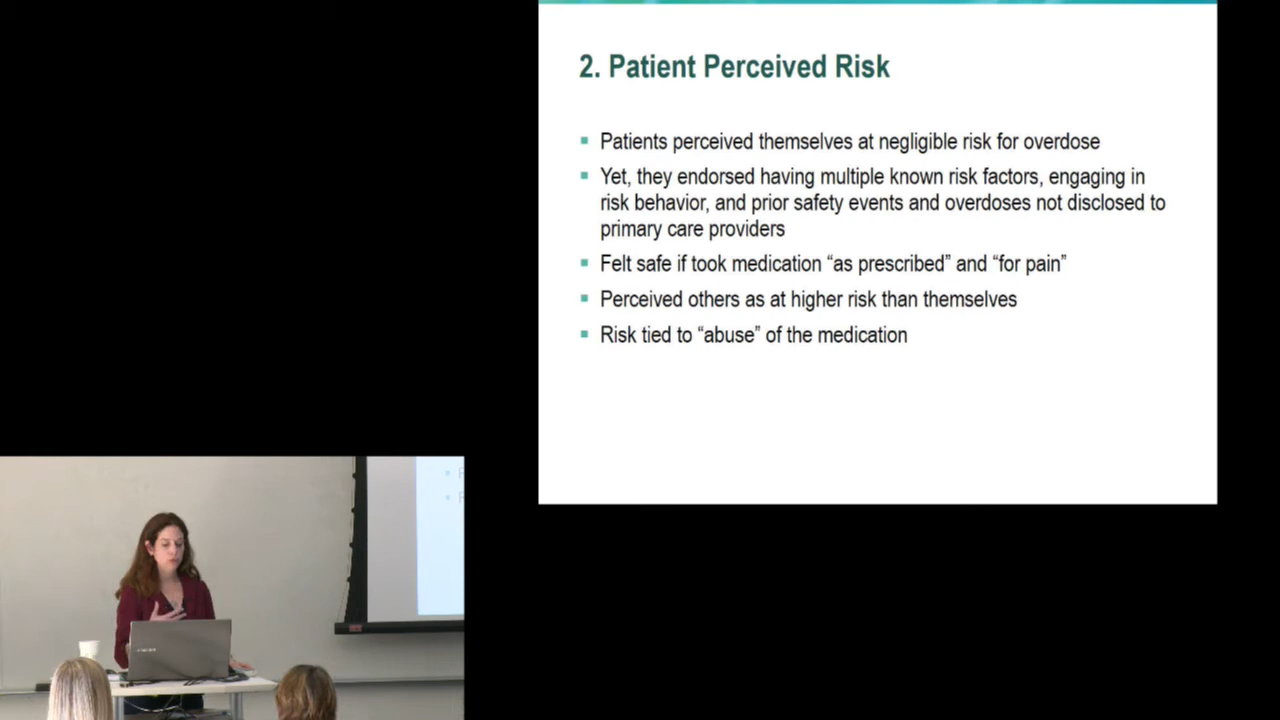 2. Patient Perceived Risk
Patients perceived themselves at negligible risk for overdose
Yet, they endorsed having multiple known risk factors, engaging in
risk behavior, and prior safety events and overdoses not disclosed to
primary care providers
Felt safe if took medication “as prescribed” and “for pain”
Perceived others as at higher risk than themselves
Risk tied to “abuse” of the medication